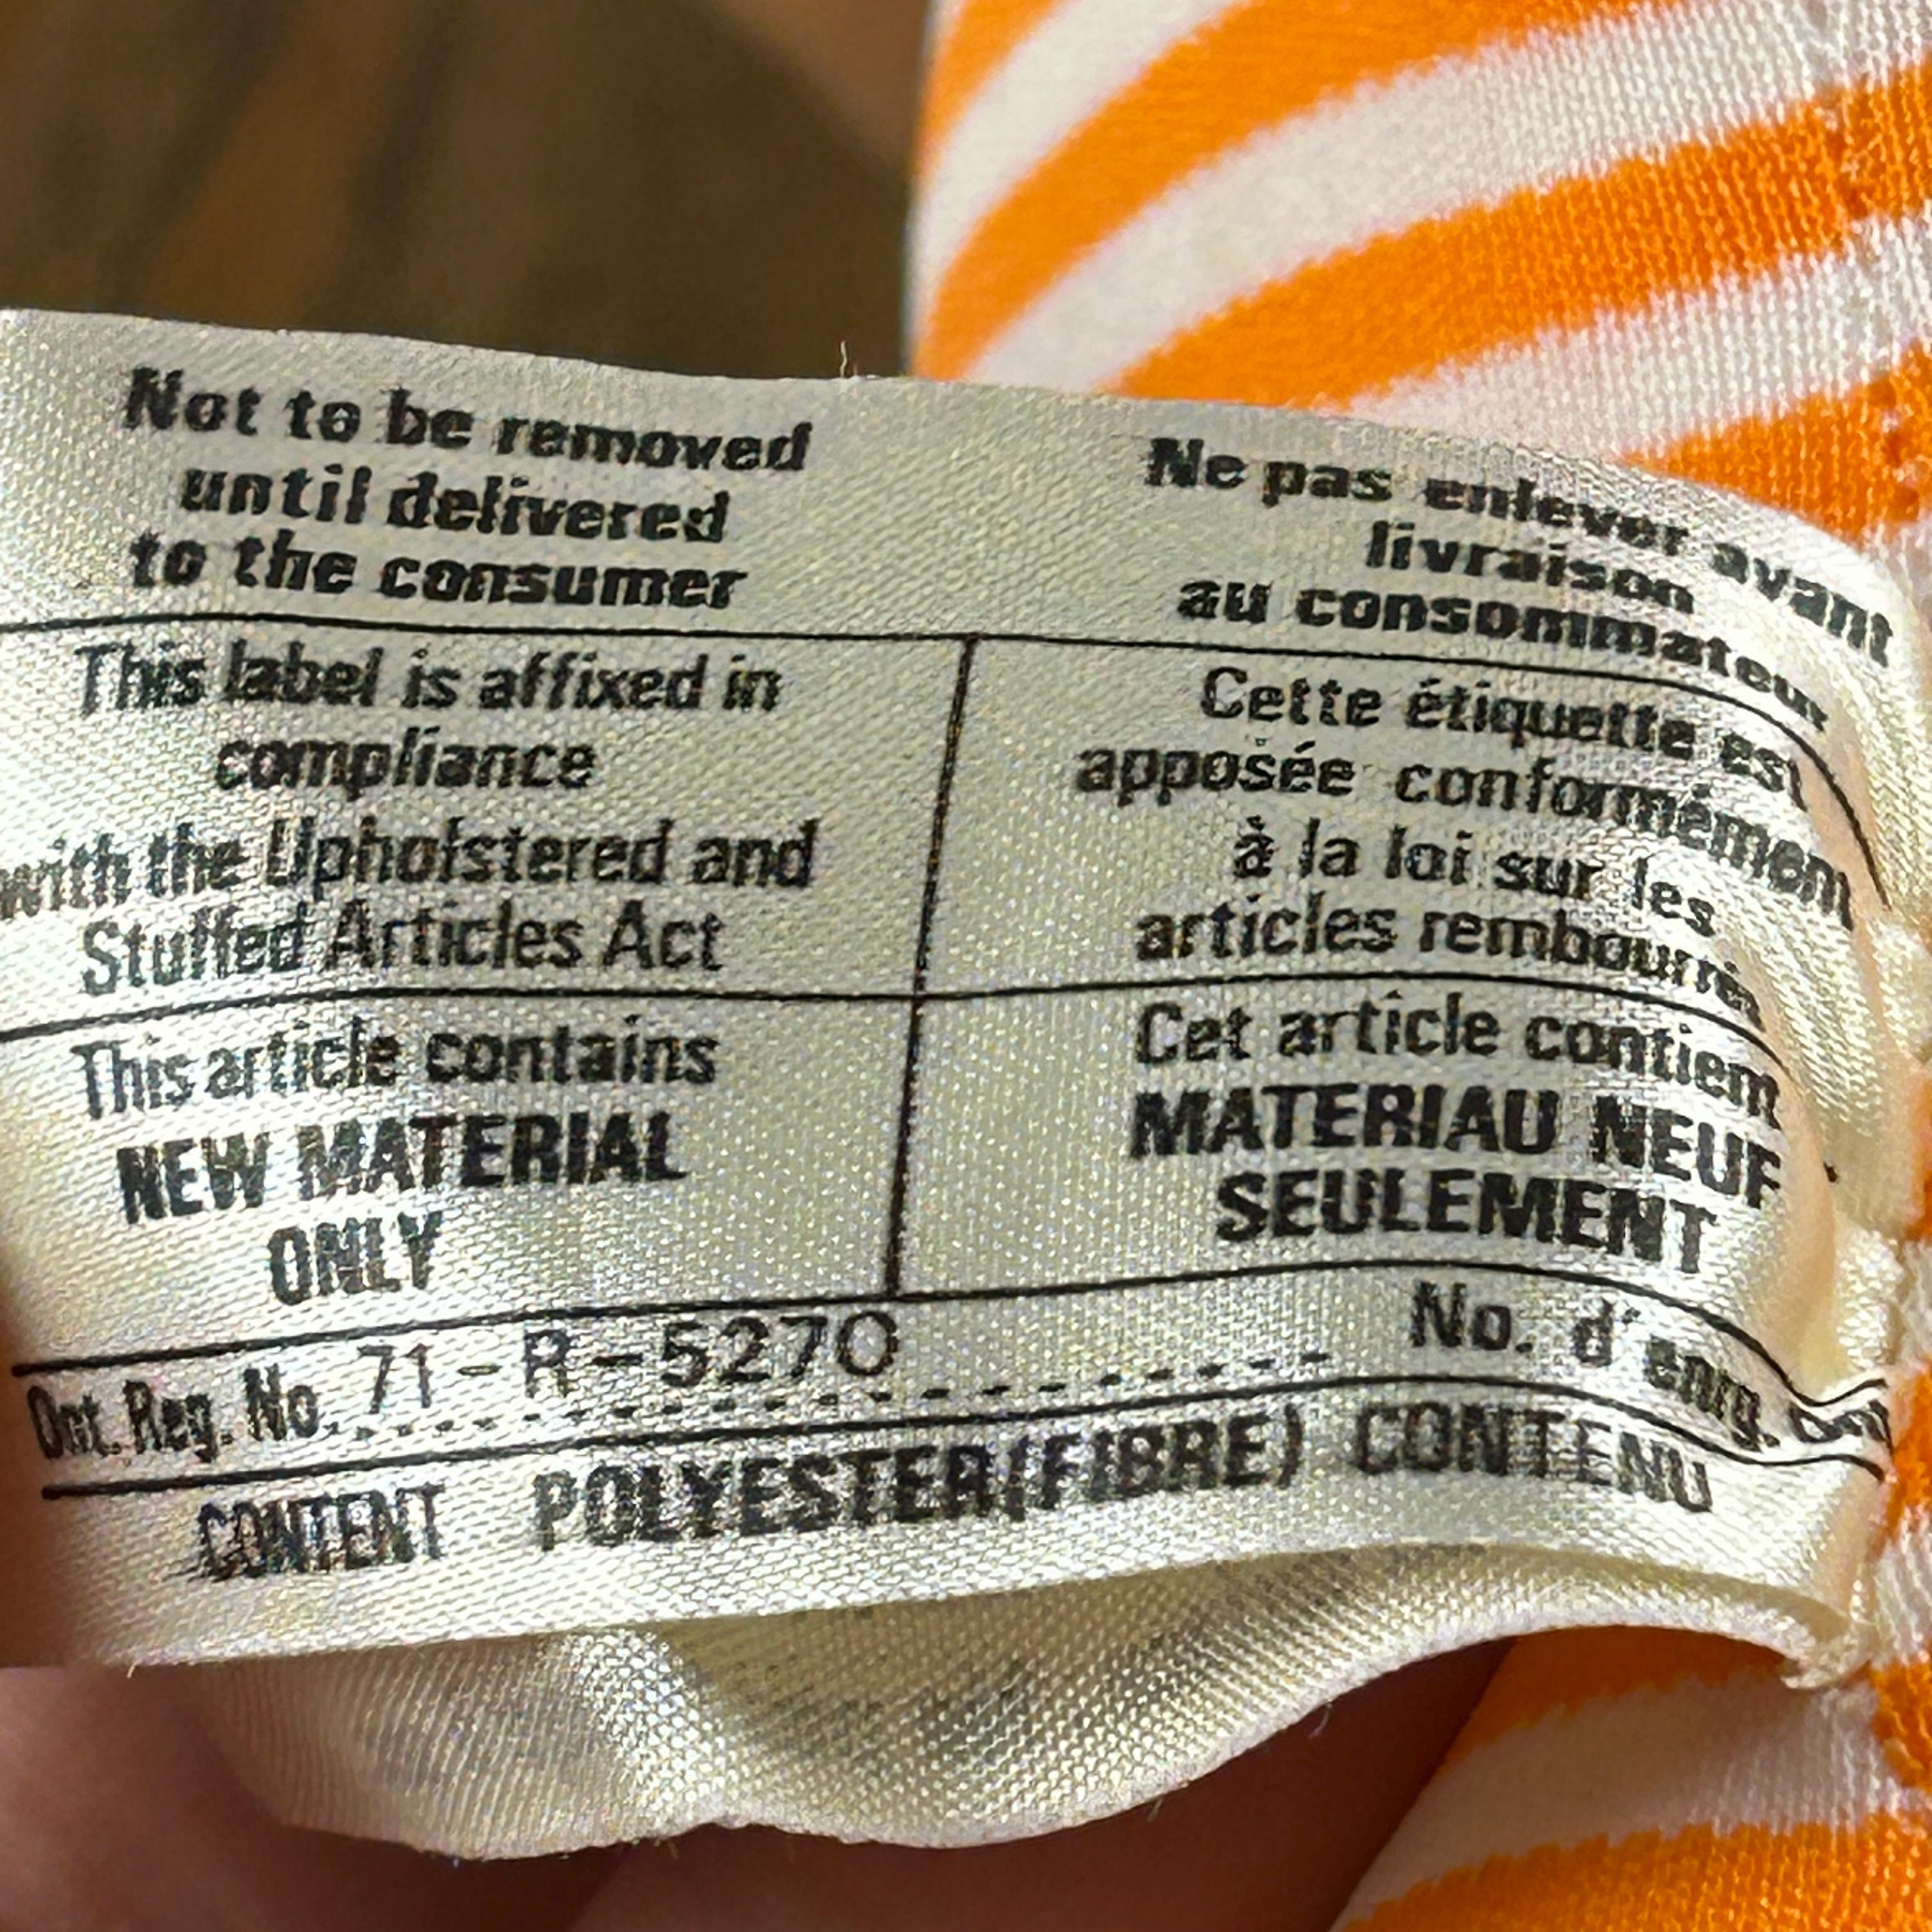 Not to be removed
until delivered
to the consumer
Ne pas enlever avant
livraison
au consommateur
This label is affixed in
compliance
with the Upholstered and
Stuffed Articles Act
Cette étiquette est
apposée conformémem
à la loi sur les
articles rembourrés
This article contains
NEW MATERIAL
ONLY
Cet article contient
MATERIAU NEUF
SEULEMENT
Ont. Reg. No. 71-R-5270 No. d'enrg.
CONTENT POLYESTER(FIBRE) CONTENU